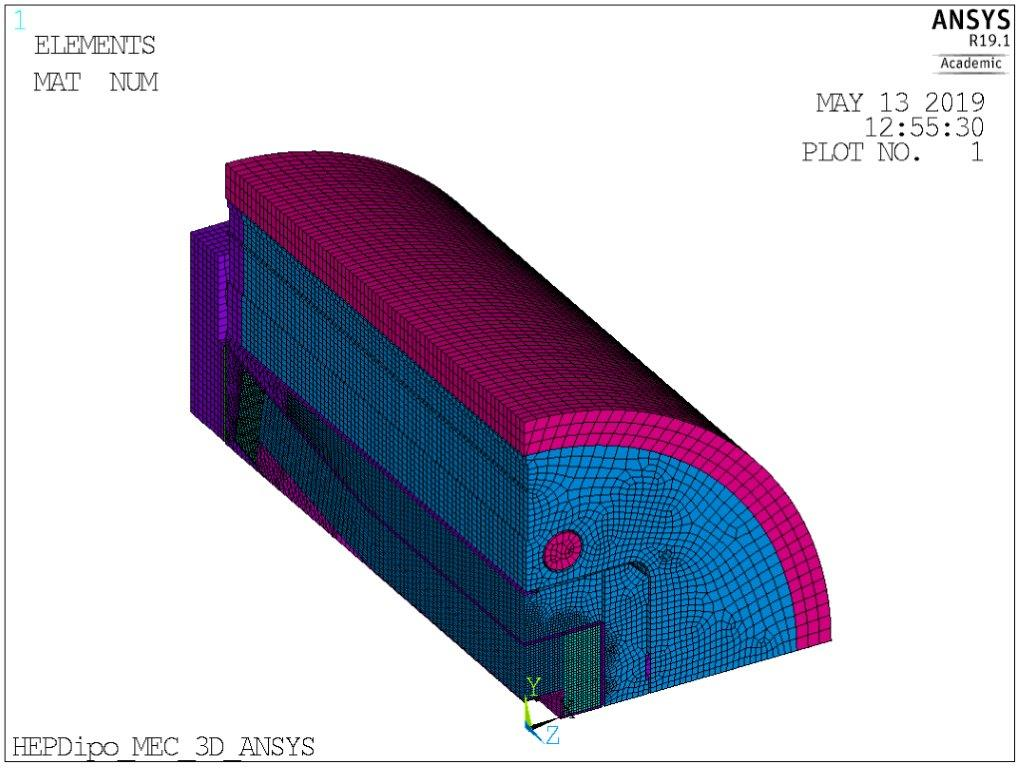 1
ELEMENTS
MAT NUM
ANSYS
R19.1
Academic
MAY 13 2019
12:55:30
PLOT NO. 1
Y
Z
HEPDipo_MEC_3D_ANSYS